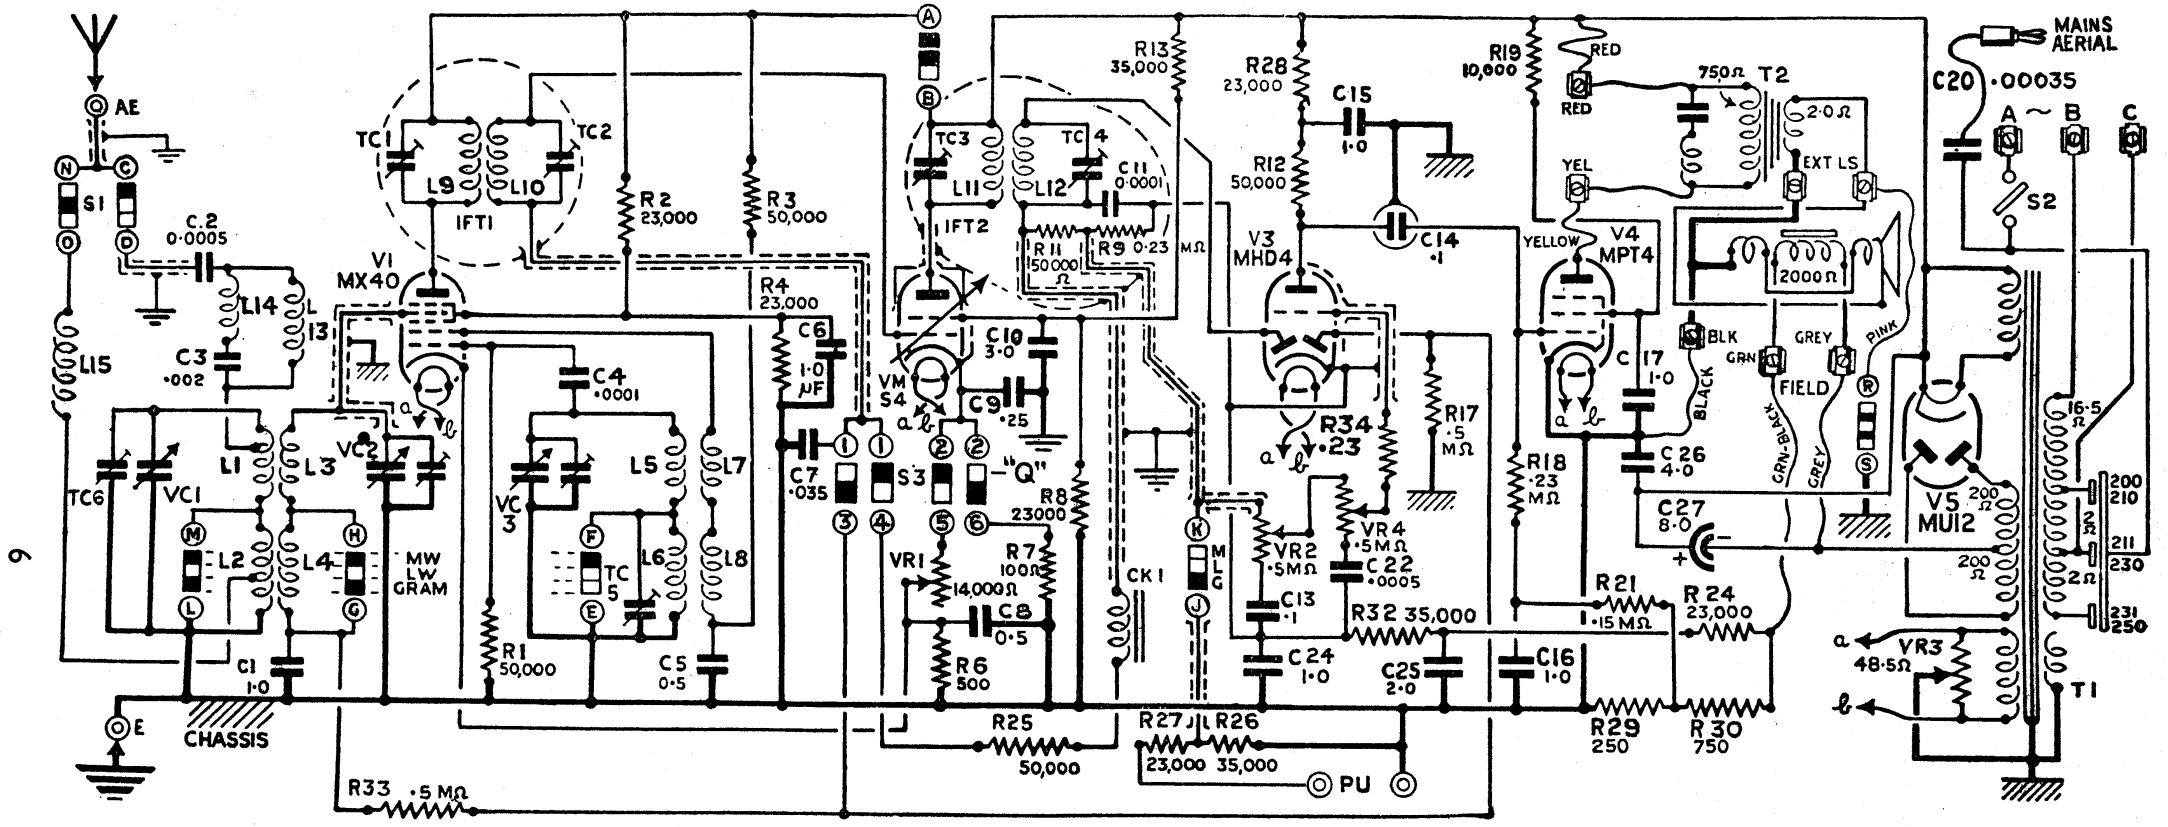 A
MAINS
AERIAL
C20 .00035
R13
35,000
R28
23,000
R19
10,000
RED
RED
750Ω
T2
2.0Ω
A ~ B
C
AE
B
C15
1.0
TC
TC2
TC3
TC4
C11
0.0001
R12
50,000
YEL
EXT LS
N
C
S1
O
D
C.2
0.0005
L9
L10
IFT1
R2
23,000
R3
50,000
L11
L12
IFT2
R11
50000
Ω
R9 0.23 MΩ
V3
MHD4
C14
.1
YELLOW
V4
MPT4
2000Ω
S2
V1
MX40
L14
L
13
R4
23,000
C6
1.0
µF
C10
3.0
C3
.002
L15
C4
.0001
VM
S4
C9
.25
a b
a b
a b
a b
R34
.23
R17
.5
MΩ
C17
1.0
BLK
GRN
GREY
PINK
FIELD
R
S
BLACK
GRN-BLACK
GREY
16.5
Ω
VC2
TC6
VC1
L1
L3
VC
3
L5
L7
C7
.035
1
1
2
2
S3
"Q"
3
4
5
6
R8
23000
R18
.23
MΩ
C26
4.0
C27
8.0
+
-
V5
MU12
200
Ω
200
Ω
200
210
2
Ω
211
230
2Ω
231
250
M
L2
L
L4
H
G
MW
LW
GRAM
F
E
TC
5
L6
L8
VR1
14,000Ω
R7
100Ω
C8
0.5
CK1
K
M
L
G
J
VR2
.5MΩ
VR4
.5MΩ
C22
.0005
C13
.1
R32 35,000
R21
.15MΩ
R24
23,000
6
C1
1.0
R1
50,000
C5
0.5
R6
500
C24
1.0
C25
2.0
C16
1.0
a
VR3
48.5Ω
b
T1
E
CHASSIS
R25
50,000
R27
23,000
R26
35,000
R29
250
R30
750
R33 .5MΩ
PU